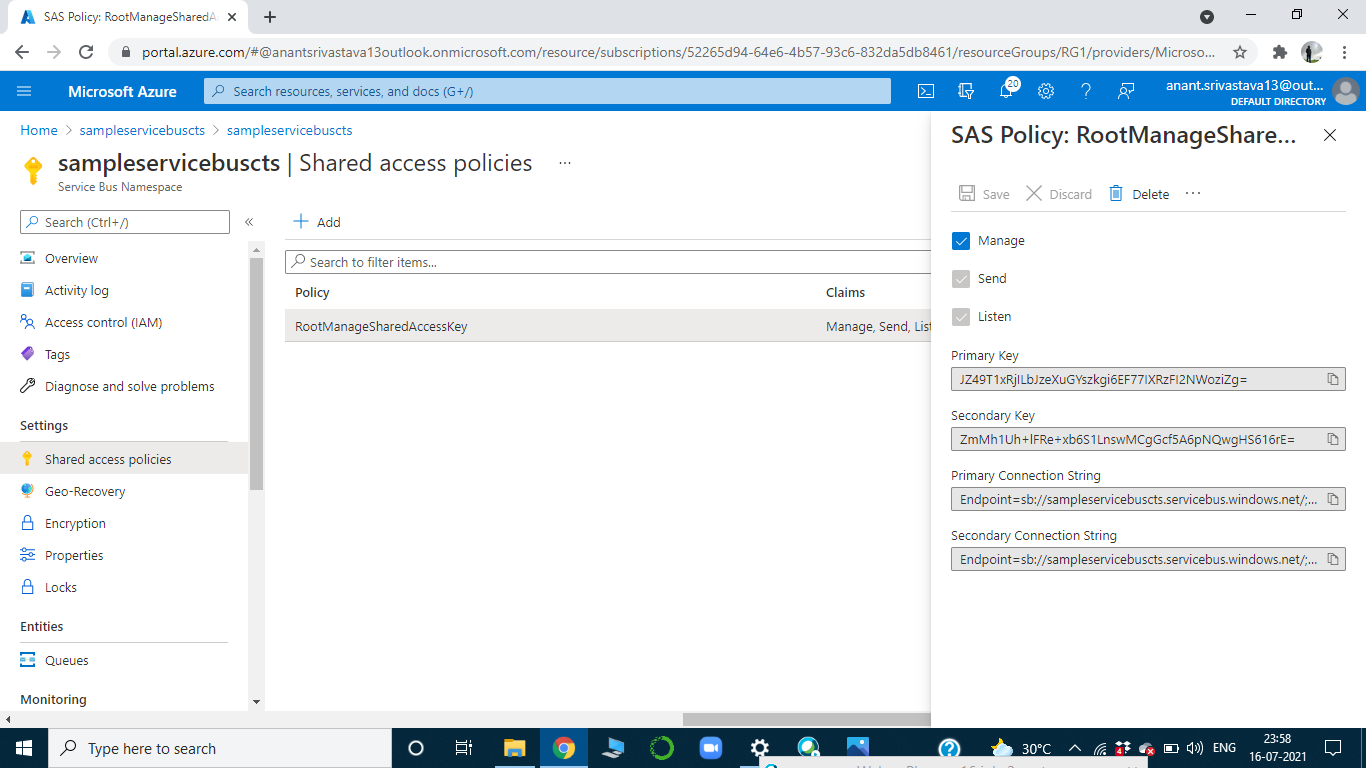 SAS Policy: RootManageSharedA
portal.azure.com/#@anantsrivastava13outlook.onmicrosoft.com/resource/subscriptions/52265d94-64e6-4b57-93c6-832da5db8461/resourceGroups/RG1/providers/Microso...
Microsoft Azure
Search resources, services, and docs (G+/)
20
anant.srivastava13@out...
DEFAULT DIRECTORY
Home > sampleservicebuscts > sampleservicebuscts
sampleservicebuscts | Shared access policies ...
Service Bus Namespace
Search (Ctrl+/)
«
Overview
Activity log
Access control (IAM)
Tags
Diagnose and solve problems
Settings
Shared access policies
Geo-Recovery
Encryption
Properties
Locks
Entities
Queues
Monitoring
Add
Search to filter items...
Policy Claims
RootManageSharedAccessKey Manage, Send, List
SAS Policy: RootManageShare...
Save Discard Delete ...
Manage
Send
Listen
Primary Key
Secondary Key
Primary Connection String
Endpoint=sb://sampleservicebuscts.servicebus.windows.net/;...
Secondary Connection String
Endpoint=sb://sampleservicebuscts.servicebus.windows.net/;...
Type here to search
30°C
ENG
23:58
16-07-2021